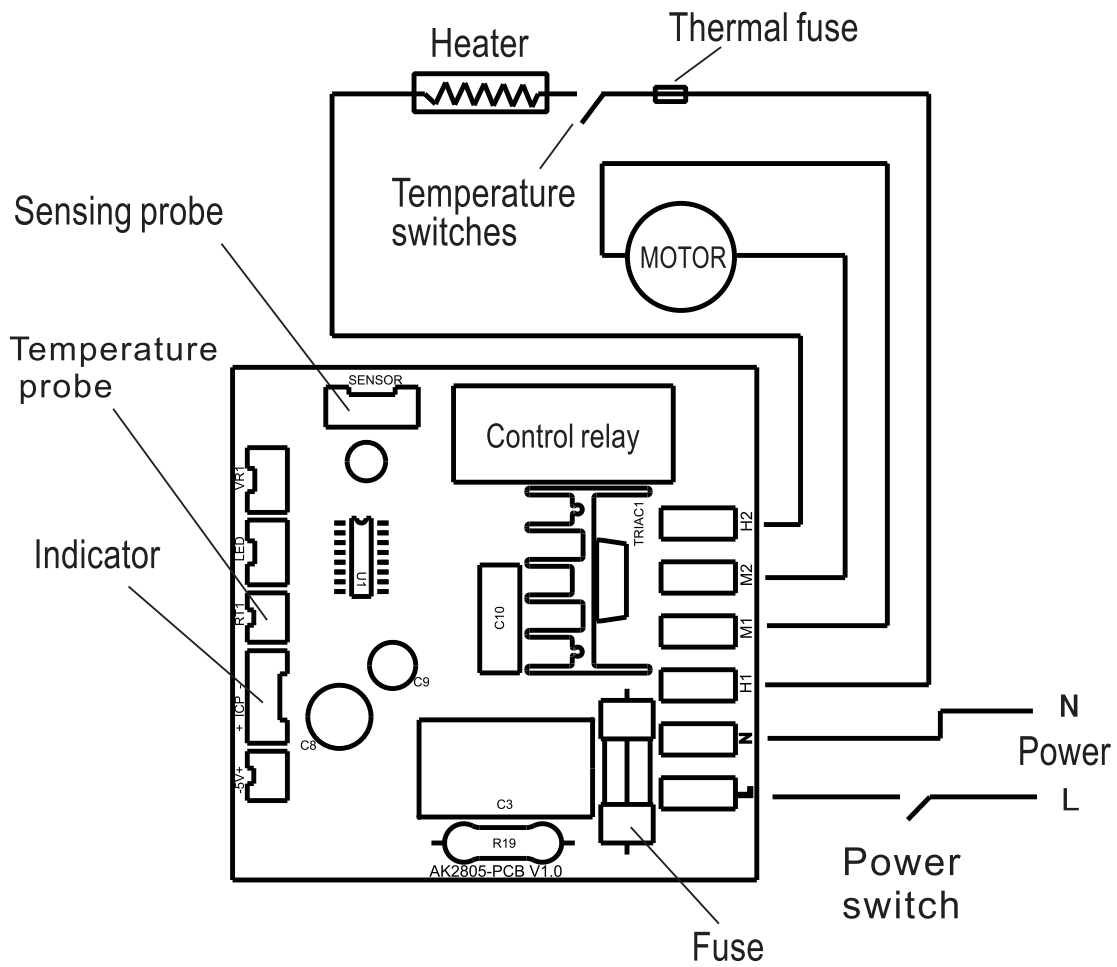 Heater
Thermal fuse
Temperature
switches
MOTOR
Sensing probe
Temperature
probe
Indicator
SENSOR
Control relay
VR1
LED
RT1
+ ICP -
-5V+
U1
C10
TRIAC1
H2
M2
M1
H1
N
L
C9
C8
C3
R19
AK2805-PCB V1.0
N
Power
L
Power
switch
Fuse